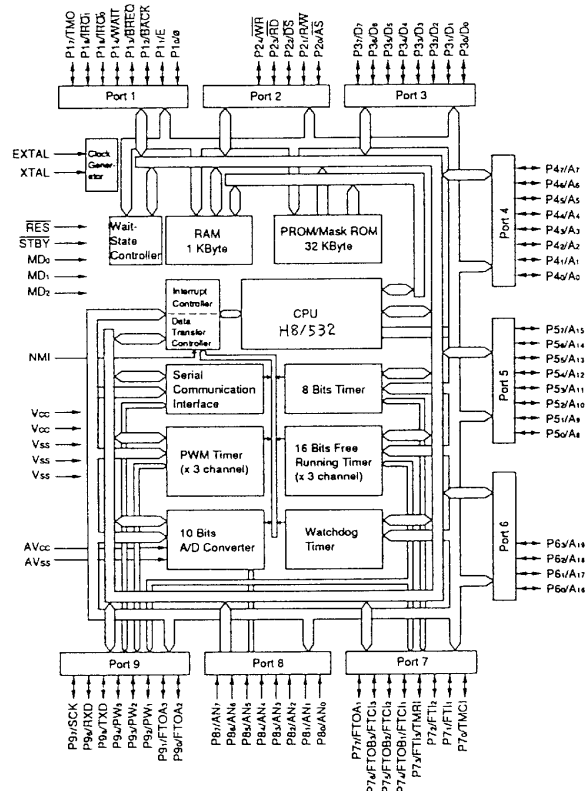 P1₇/TMO
P1₆/IRQ₁
P1₅/IRQ₀
P1₄/WAIT
P1₃/BREQ
P1₂/BACK
P1₁/E
P1₀/ø
P2₄/WR
P2₃/RD
P2₂/DS
P2₁/R/W
P2₀/AS
P3₇/D₇
P3₆/D₆
P3₅/D₅
P3₄/D₄
P3₃/D₃
P3₂/D₂
P3₁/D₁
P3₀/D₀
Port 1
Port 2
Port 3
EXTAL
XTAL
Clock
Gener-
ator
RES
STBY
MD₀
MD₁
MD₂
NMI
Vcc
Vcc
Vss
Vss
Vss
AVcc
AVss
Wait-
State
Controller
RAM
1 KByte
PROM/Mask ROM
32 KByte
Interrupt
Controller
Data
Transfer
Controller
CPU
H8/532
Serial
Communication
Interface
8 Bits Timer
PWM Timer
(x 3 channel)
16 Bits Free
Running Timer
(x 3 channel)
10 Bits
A/D Converter
Watchdog
Timer
Port 4
P4₇/A₇
P4₆/A₆
P4₅/A₅
P4₄/A₄
P4₃/A₃
P4₂/A₂
P4₁/A₁
P4₀/A₀
Port 5
P5₇/A₁₅
P5₆/A₁₄
P5₅/A₁₃
P5₄/A₁₂
P5₃/A₁₁
P5₂/A₁₀
P5₁/A₉
P5₀/A₈
Port 6
P6₃/A₁₉
P6₂/A₁₈
P6₁/A₁₇
P6₀/A₁₆
Port 9
Port 8
Port 7
P9₇/SCK
P9₆/RXD
P9₅/TXD
P9₄/PW₃
P9₃/PW₂
P9₂/PW₁
P9₁/FTOA₃
P9₀/FTOA₂
P8₇/AN₇
P8₆/AN₆
P8₅/AN₅
P8₄/AN₄
P8₃/AN₃
P8₂/AN₂
P8₁/AN₁
P8₀/AN₀
P7₇/FTOA₁
P7₆/FTOB₃/FTCI₃
P7₅/FTOB₂/FTCI₂
P7₄/FTOB₁/FTCI₁
P7₃/FTI₃/TMRI
P7₂/FTI₂
P7₁/FTI₁
P7₀/TMCI